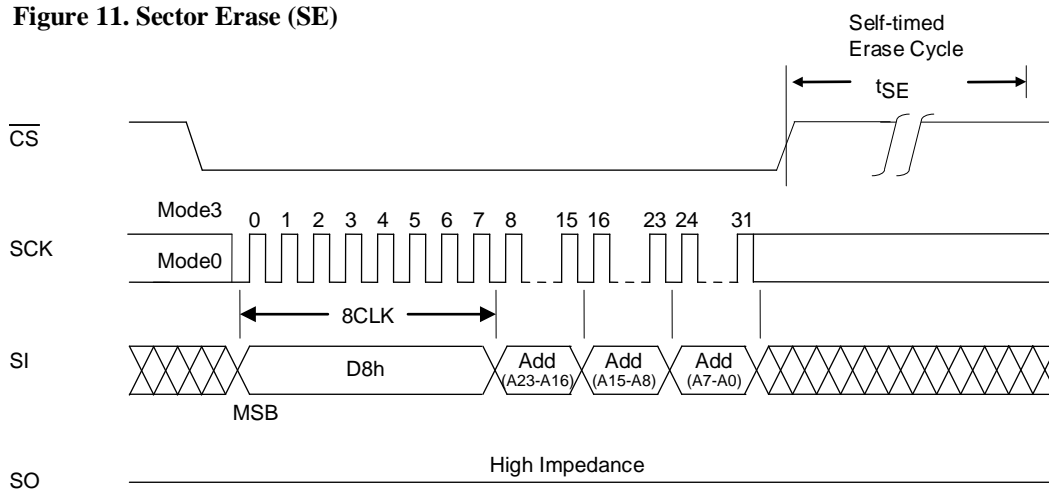 Figure 11. Sector Erase (SE)
Self-timed
Erase Cycle
tSE
CS
Mode3
0 1 2 3 4 5 6 7 8 15 16 23 24 31
SCK
Mode0
8CLK
SI
D8h
Add
(A23-A16)
Add
(A15-A8)
Add
(A7-A0)
MSB
High Impedance
SO